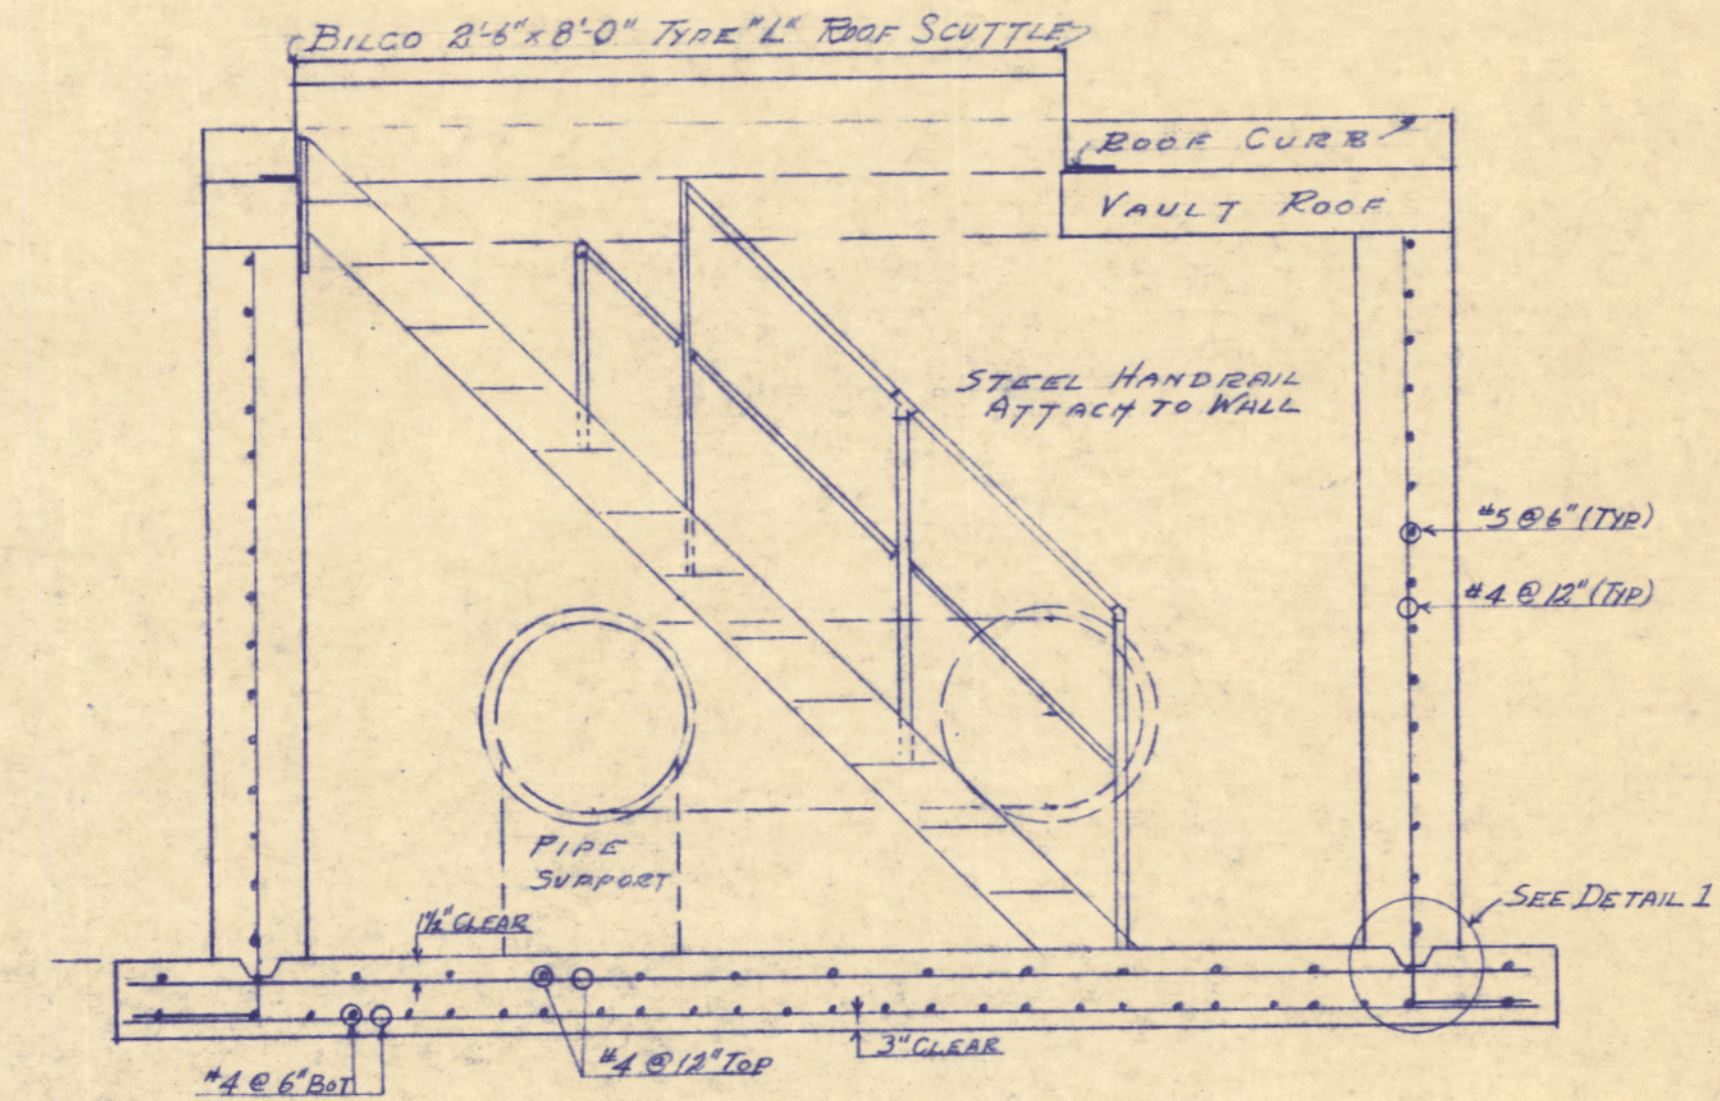 BILCO 2'-6" x 8'-0" TYPE "L" ROOF SCUTTLE
ROOF CURB
VAULT ROOF
STEEL HANDRAIL
ATTACH TO WALL
#5 @ 6" (TYP)
#4 @ 12" (TYP)
PIPE
SUPPORT
SEE DETAIL 1
1½" CLEAR
3" CLEAR
#4 @ 12" TOP
#4 @ 6" BOT